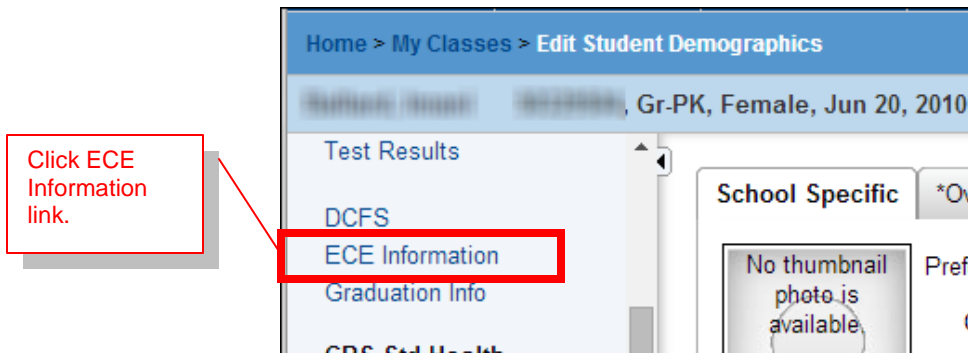 Home > My Classes > Edit Student Demographics
, Gr-PK, Female, Jun 20, 2010
Click ECE
Information
link.
Test Results
DCFS
ECE Information
Graduation Info
School Specific
No thumbnail
photo is
available.